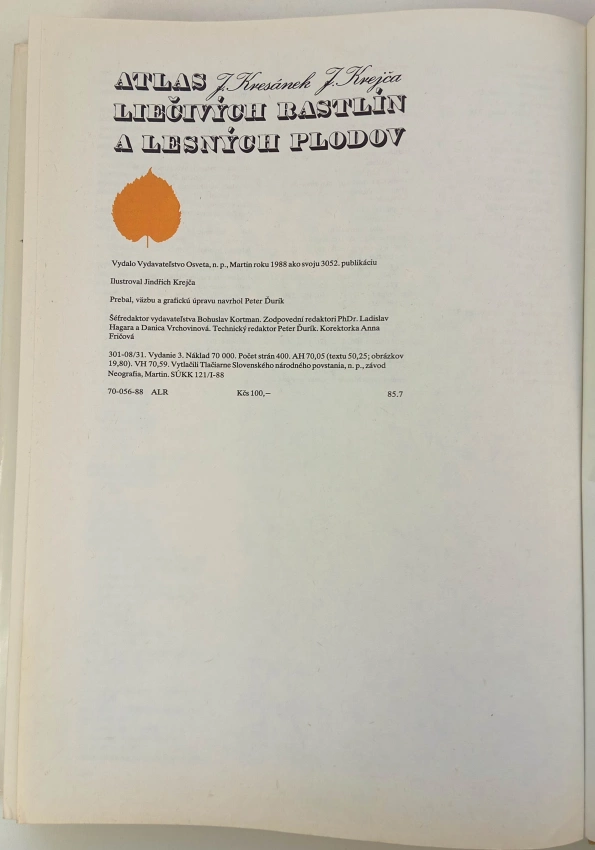 ATLAS J. Kresánek J. Krejča
LIEČIVÝCH RASTLÍN
A LESNÝCH PLODOV
Vydalo Vydavateľstvo Osveta, n. p., Martin roku 1988 ako svoju 3052. publikáciu
Ilustroval Jindřich Krejča
Prebal, väzbu a grafickú úpravu navrhol Peter Ďurík
Šéfredaktor vydavateľstva Bohuslav Kortman. Zodpovední redaktori PhDr. Ladislav
Hagara a Danica Vrchovinová. Technický redaktor Peter Ďurík. Korektorka Anna
Fričová
301-08/31. Vydanie 3. Náklad 70 000. Počet strán 400. AH 70,05 (textu 50,25; obrázkov
19,80). VH 70,59. Vytlačili Tlačiarne Slovenského národného povstania, n. p., závod
Neografia, Martin. SÚKK 121/I-88
70-056-88 ALR Kčs 100,— 85.7